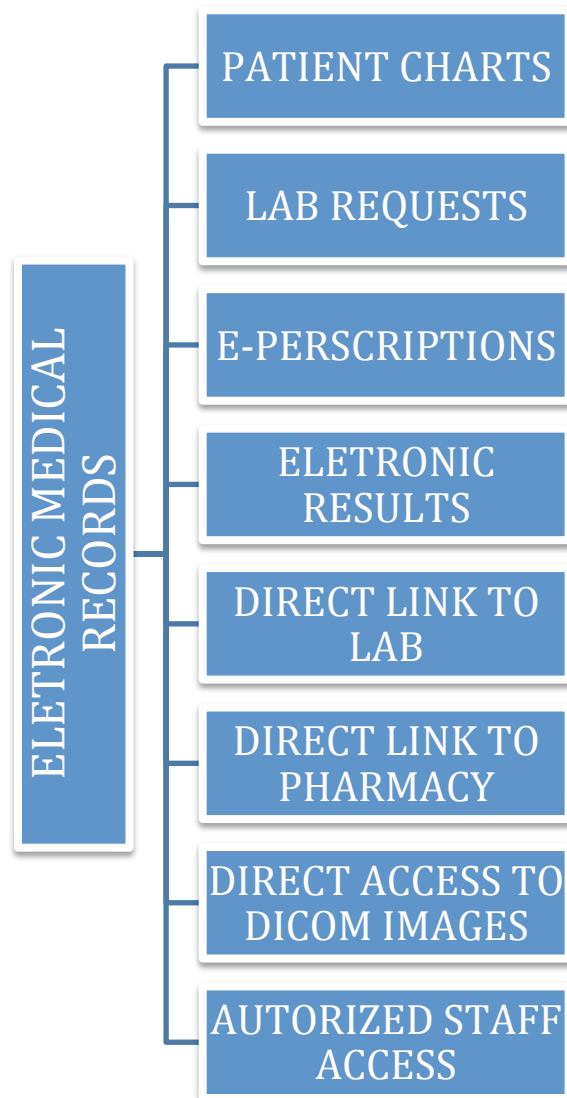 ELETRONIC MEDICAL
RECORDS
PATIENT CHARTS
LAB REQUESTS
E-PERSCRIPTIONS
ELETRONIC
RESULTS
DIRECT LINK TO
LAB
DIRECT LINK TO
PHARMACY
DIRECT ACCESS TO
DICOM IMAGES
AUTORIZED STAFF
ACCESS